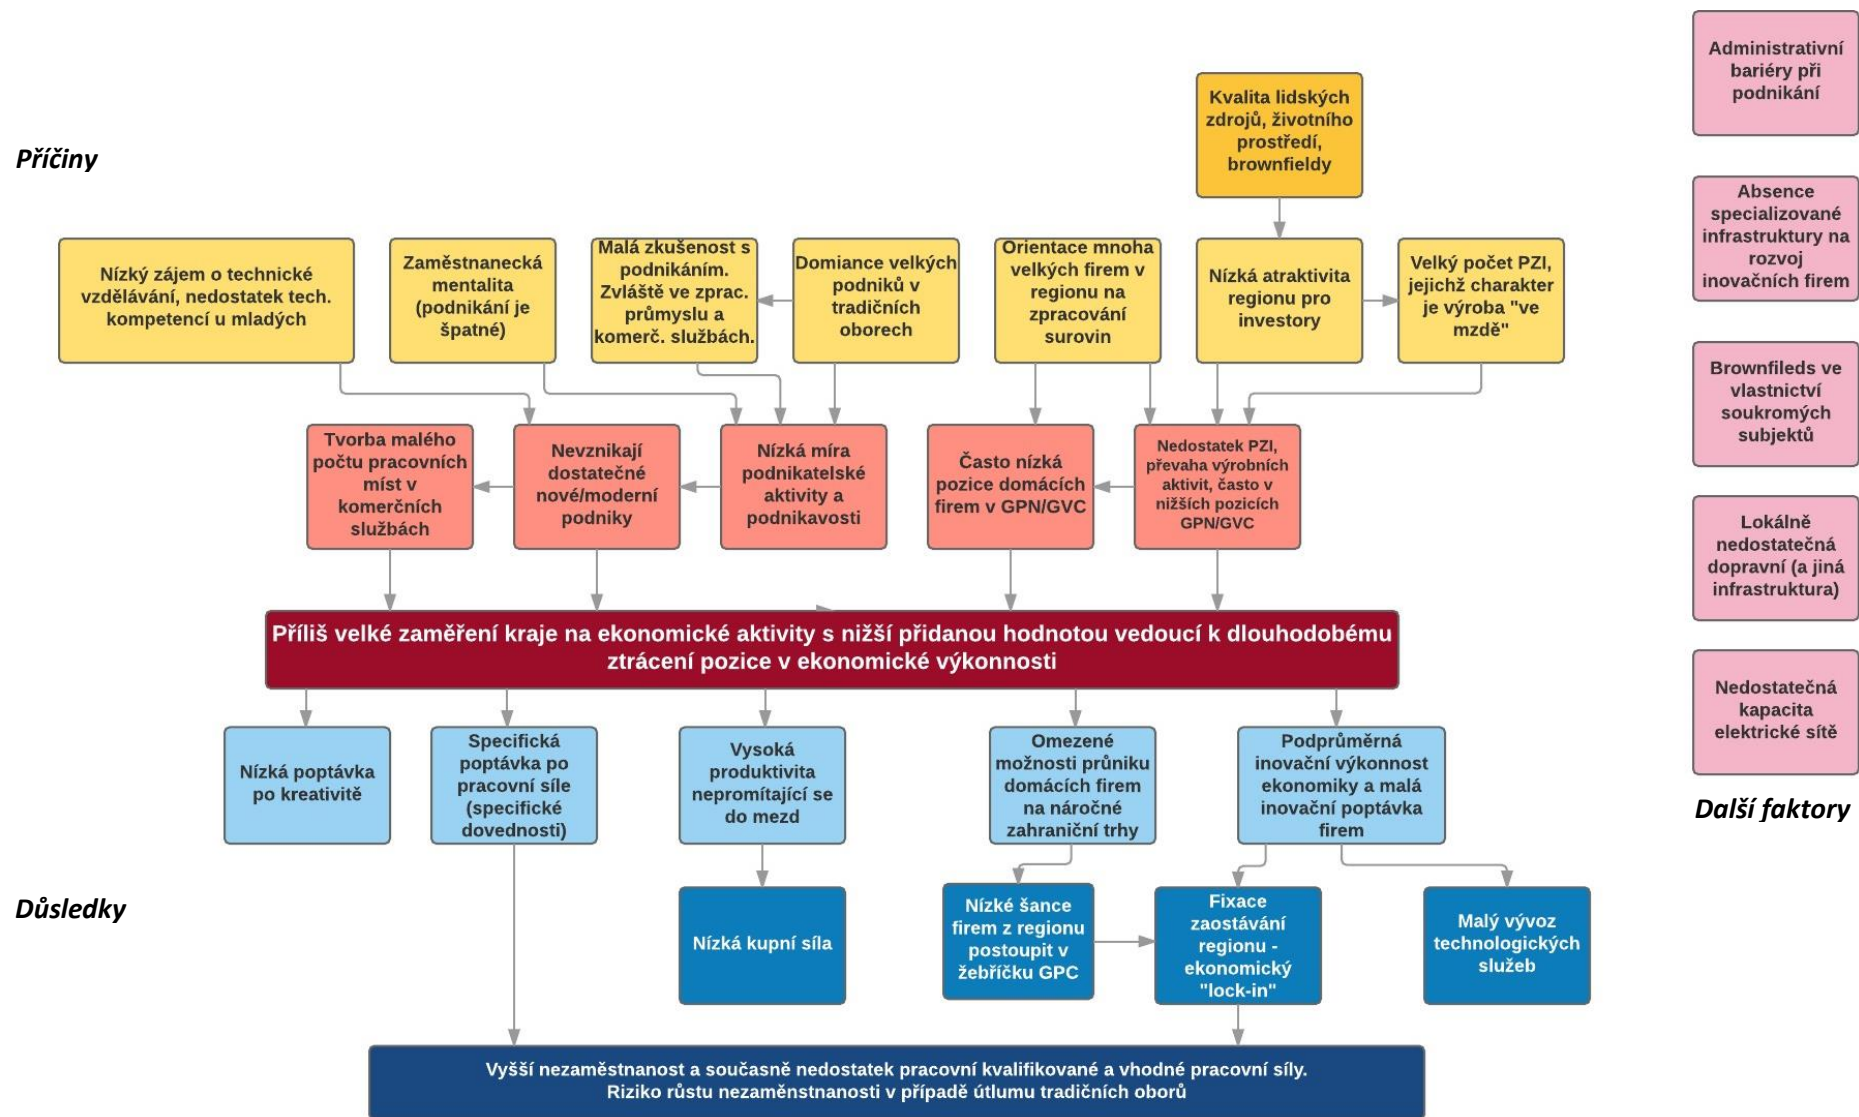 Administrativní
bariéry při
podnikání
Kvalita lidských
zdrojů, životního
prostředí,
brownfieldy
Příčiny
Absence
specializované
infrastruktury na
rozvoj
inovačních firem
Nízký zájem o technické
vzdělávání, nedostatek tech.
kompetencí u mladých
Zaměstnanecká
mentalita
(podnikání je
špatné)
Malá zkušenost s
podnikáním.
Zvláště ve zprac.
průmyslu a
komerč. službách.
Domiance velkých
podniků v
tradičních
oborech
Orientace mnoha
velkých firem v
regionu na
zpracování
surovin
Nízká atraktivita
regionu pro
investory
Velký počet PZI,
jejichž charakter
je výroba "ve
mzdě"
Brownfileds ve
vlastnictví
soukromých
subjektů
Tvorba malého
počtu pracovních
míst v
komerčních
službách
Nevznikají
dostatečné
nové/moderní
podniky
Nízká míra
podnikatelské
aktivity a
podnikavosti
Často nízká
pozice domácích
firem v GPN/GVC
Nedostatek PZI,
převaha výrobních
aktivit, často v
nižších pozicích
GPN/GVC
Lokálně
nedostatečná
dopravní (a jiná
infrastruktura)
Příliš velké zaměření kraje na ekonomické aktivity s nižší přidanou hodnotou vedoucí k dlouhodobému
ztrácení pozice v ekonomické výkonnosti
Nedostatečná
kapacita
elektrické sítě
Nízká poptávka
po kreativitě
Specifická
poptávka po
pracovní síle
(specifické
dovednosti)
Vysoká
produktivita
nepromítající se
do mezd
Omezené
možnosti průniku
domácích firem
na náročné
zahraniční trhy
Podprůměrná
inovační výkonnost
ekonomiky a malá
inovační poptávka
firem
Další faktory
Důsledky
Nízká kupní síla
Nízké šance
firem z regionu
postoupit v
žebříčku GPC
Fixace
zaostávání
regionu -
ekonomický
"lock-in"
Malý vývoz
technologických
služeb
Vyšší nezaměstnanost a současně nedostatek pracovní kvalifikované a vhodné pracovní síly.
Riziko růstu nezaměnstnanosti v případě útlumu tradičních oborů